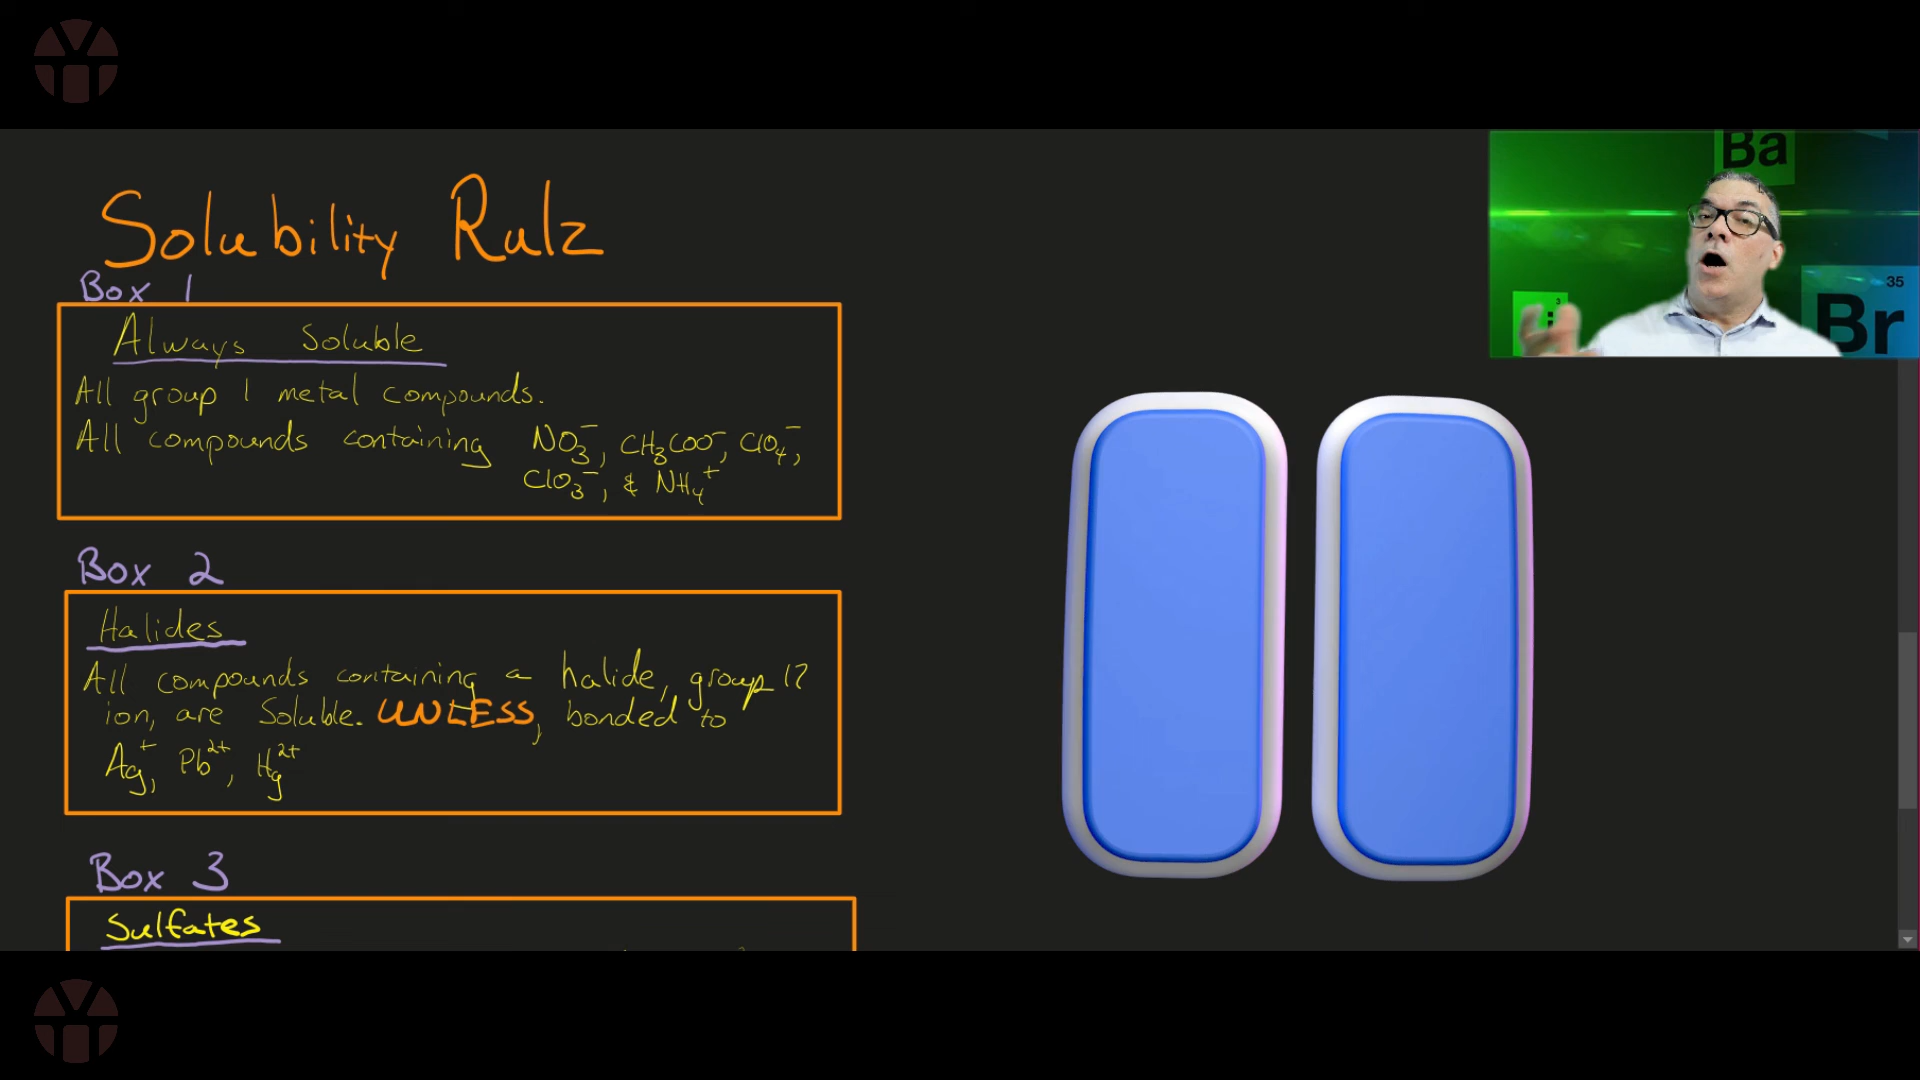 Solubility Rulz
Box 1
Always Soluble
All group 1 metal compounds.
All compounds containing NO₃⁻, CH₃COO⁻, ClO₄⁻,
ClO₃⁻, & NH₄⁺
Box 2
Halides
All compounds containing a halide, group 17
ion, are Soluble. UNLESS, bonded to
Ag⁺, Pb²⁺, Hg²⁺
Box 3
Sulfates
Ba
35
Br
3